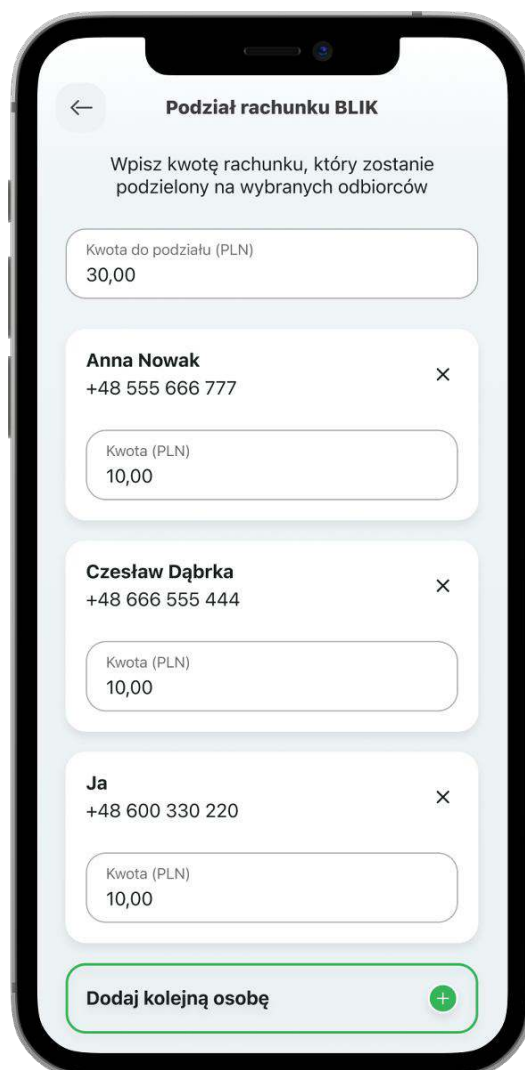 Podział rachunku BLIK
Wpisz kwotę rachunku, który zostanie
podzielony na wybranych odbiorców
Kwota do podziału (PLN)
30,00
Anna Nowak
+48 555 666 777
Kwota (PLN)
10,00
Czesław Dąbrka
+48 666 555 444
Kwota (PLN)
10,00
Ja
+48 600 330 220
Kwota (PLN)
10,00
Dodaj kolejną osobę